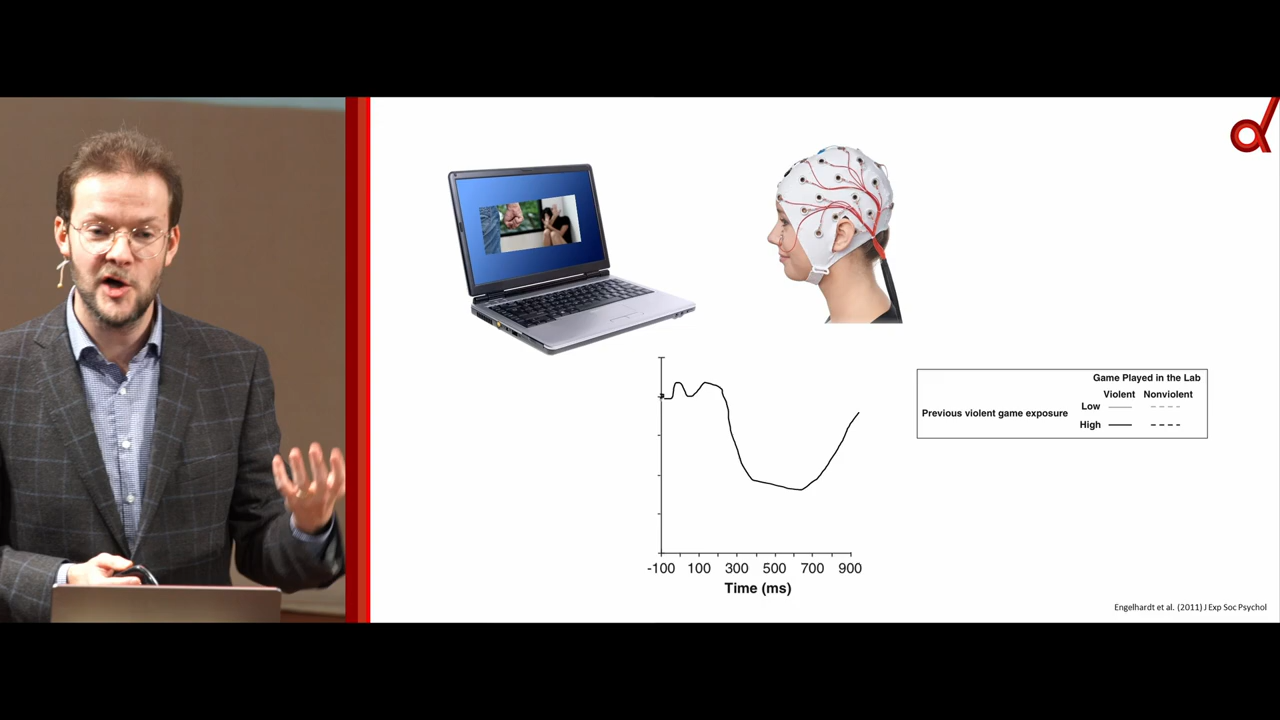 Game Played in the Lab
Violent Nonviolent
Previous violent game exposure
Low
High
-100 100 300 500 700 900
Time (ms)
Engelhardt et al. (2011) J Exp Soc Psychol